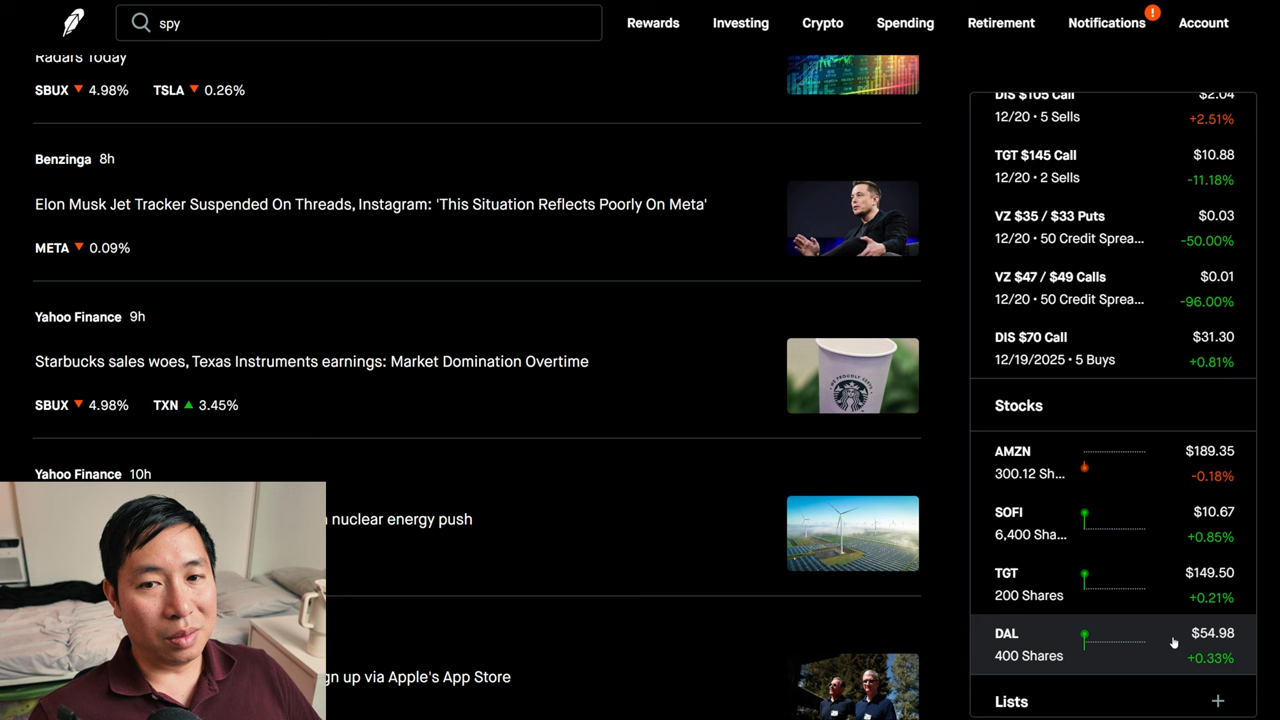 spy
Rewards
Investing
Crypto
Spending
Retirement
Notifications
!
Account
Radars Today
SBUX 4.98% TSLA 0.26%
Benzinga 8h
Elon Musk Jet Tracker Suspended On Threads, Instagram: 'This Situation Reflects Poorly On Meta'
META 0.09%
Yahoo Finance 9h
Starbucks sales woes, Texas Instruments earnings: Market Domination Overtime
SBUX 4.98% TXN 3.45%
Yahoo Finance 10h
nuclear energy push
gn up via Apple's App Store
DIS $105 Call $2.04
12/20 • 5 Sells +2.51%
TGT $145 Call $10.88
12/20 • 2 Sells -11.18%
VZ $35 / $33 Puts $0.03
12/20 • 50 Credit Sprea... -50.00%
VZ $47 / $49 Calls $0.01
12/20 • 50 Credit Sprea... -96.00%
DIS $70 Call $31.30
12/19/2025 • 5 Buys +0.81%
Stocks
AMZN $189.35
300.12 Sh... -0.18%
SOFI $10.67
6,400 Sha... +0.85%
TGT $149.50
200 Shares +0.21%
DAL $54.98
400 Shares +0.33%
Lists +